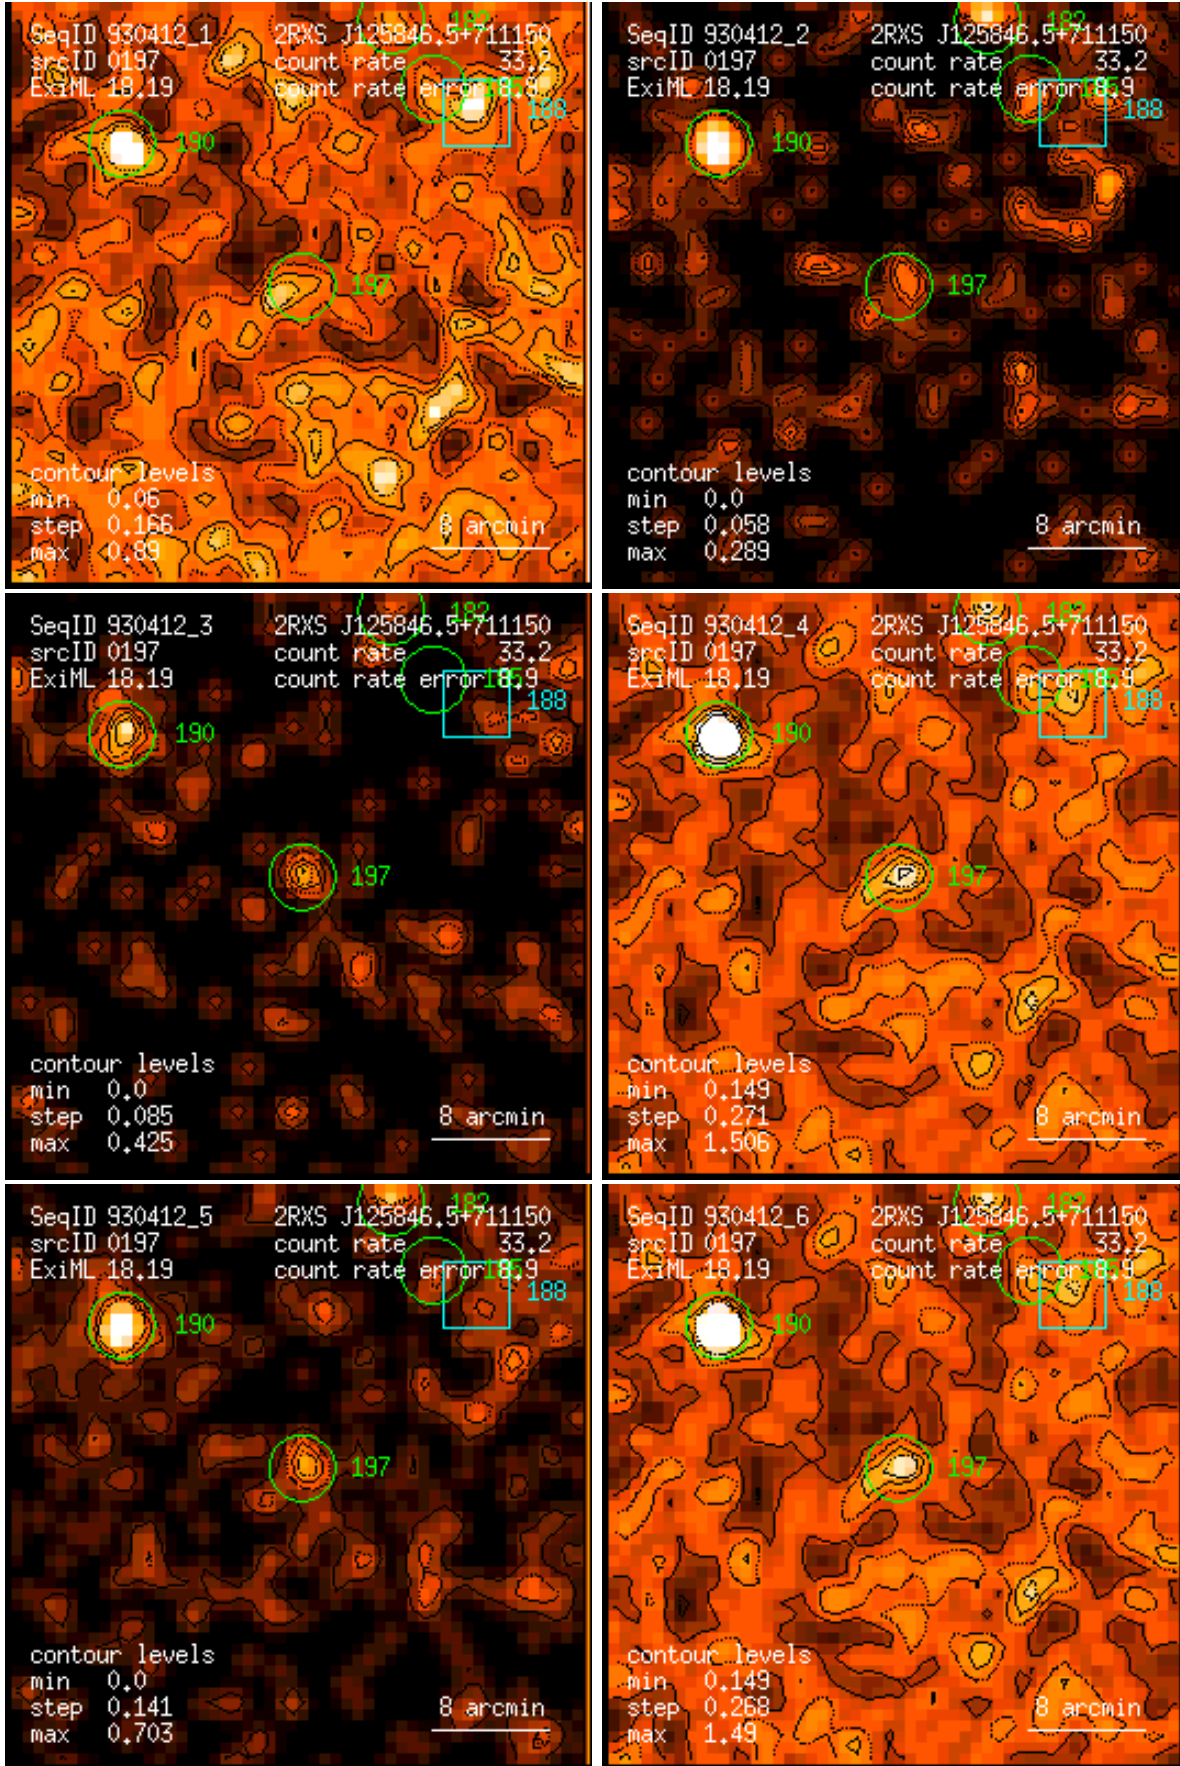 182
SeqID 930412_1 2RXS J125846.5+711150
srcID 0197 count rate 33.2
ExiML 18.19 count rate error 8.9
188
190
197
contour levels
min 0.06
step 0.166 8 arcmin
max 0.89
182
SeqID 930412_2 2RXS J125846.5+711150
srcID 0197 count rate 33.2
ExiML 18.19 count rate error 8.9
188
190
197
contour levels
min 0.0
step 0.058 8 arcmin
max 0.289
182
SeqID 930412_3 2RXS J125846.5+711150
srcID 0197 count rate 33.2
ExiML 18.19 count rate error 8.9
188
190
197
contour levels
min 0.0
step 0.085 8 arcmin
max 0.425
182
SeqID 930412_4 2RXS J125846.5+711150
srcID 0197 count rate 33.2
ExiML 18.19 count rate error 8.9
188
190
197
contour levels
min 0.149
step 0.271 8 arcmin
max 1.506
182
SeqID 930412_5 2RXS J125846.5+711150
srcID 0197 count rate 33.2
ExiML 18.19 count rate error 8.9
188
190
197
contour levels
min 0.0
step 0.141 8 arcmin
max 0.703
182
SeqID 930412_6 2RXS J125846.5+711150
srcID 0197 count rate 33.2
ExiML 18.19 count rate error 8.9
188
190
197
contour levels
min 0.149
step 0.268 8 arcmin
max 1.49